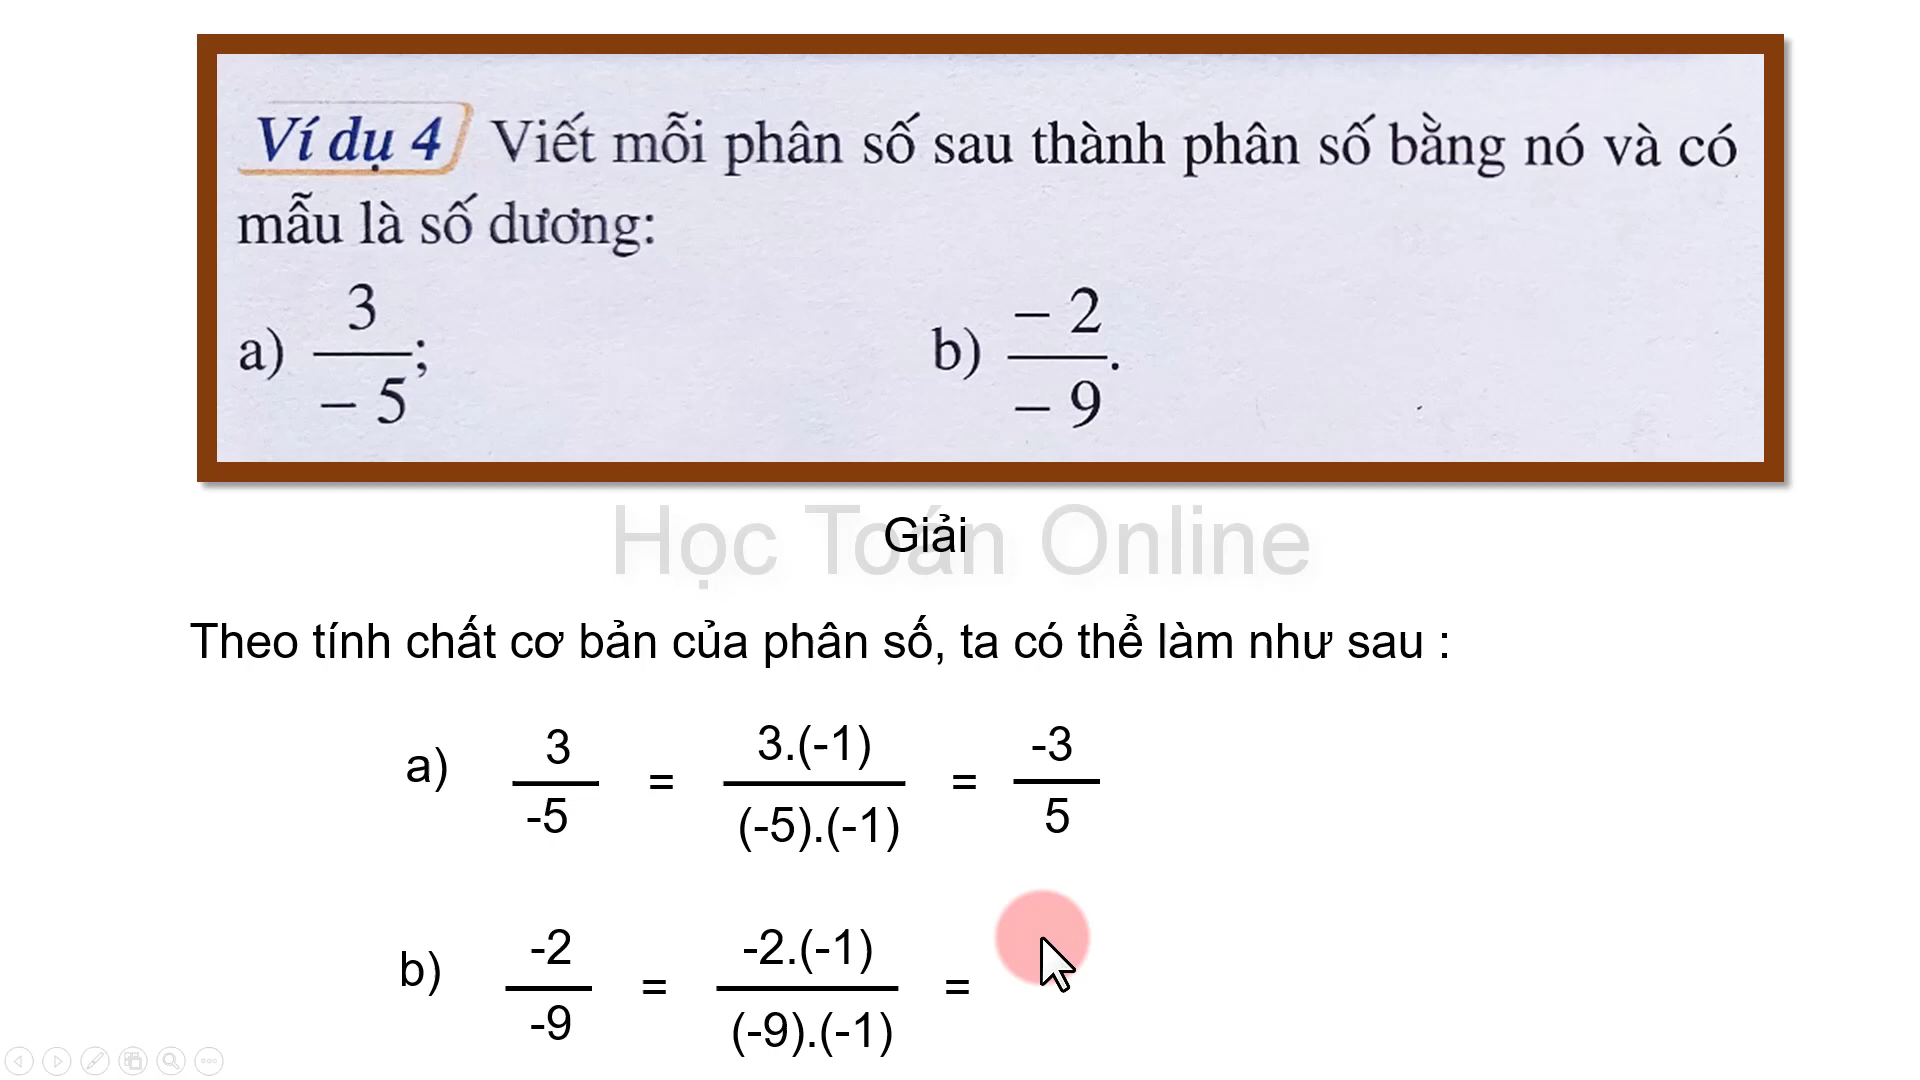 Ví dụ 4 Viết mỗi phân số sau thành phân số bằng nó và có
mẫu là số dương:
a) 3/-5; b) -2/-9.
Học Toán Online
Giải
Theo tính chất cơ bản của phân số, ta có thể làm như sau :
a) 3/-5 = 3.(-1)/(-5).(-1) = -3/5
b) -2/-9 = -2.(-1)/(-9).(-1) =